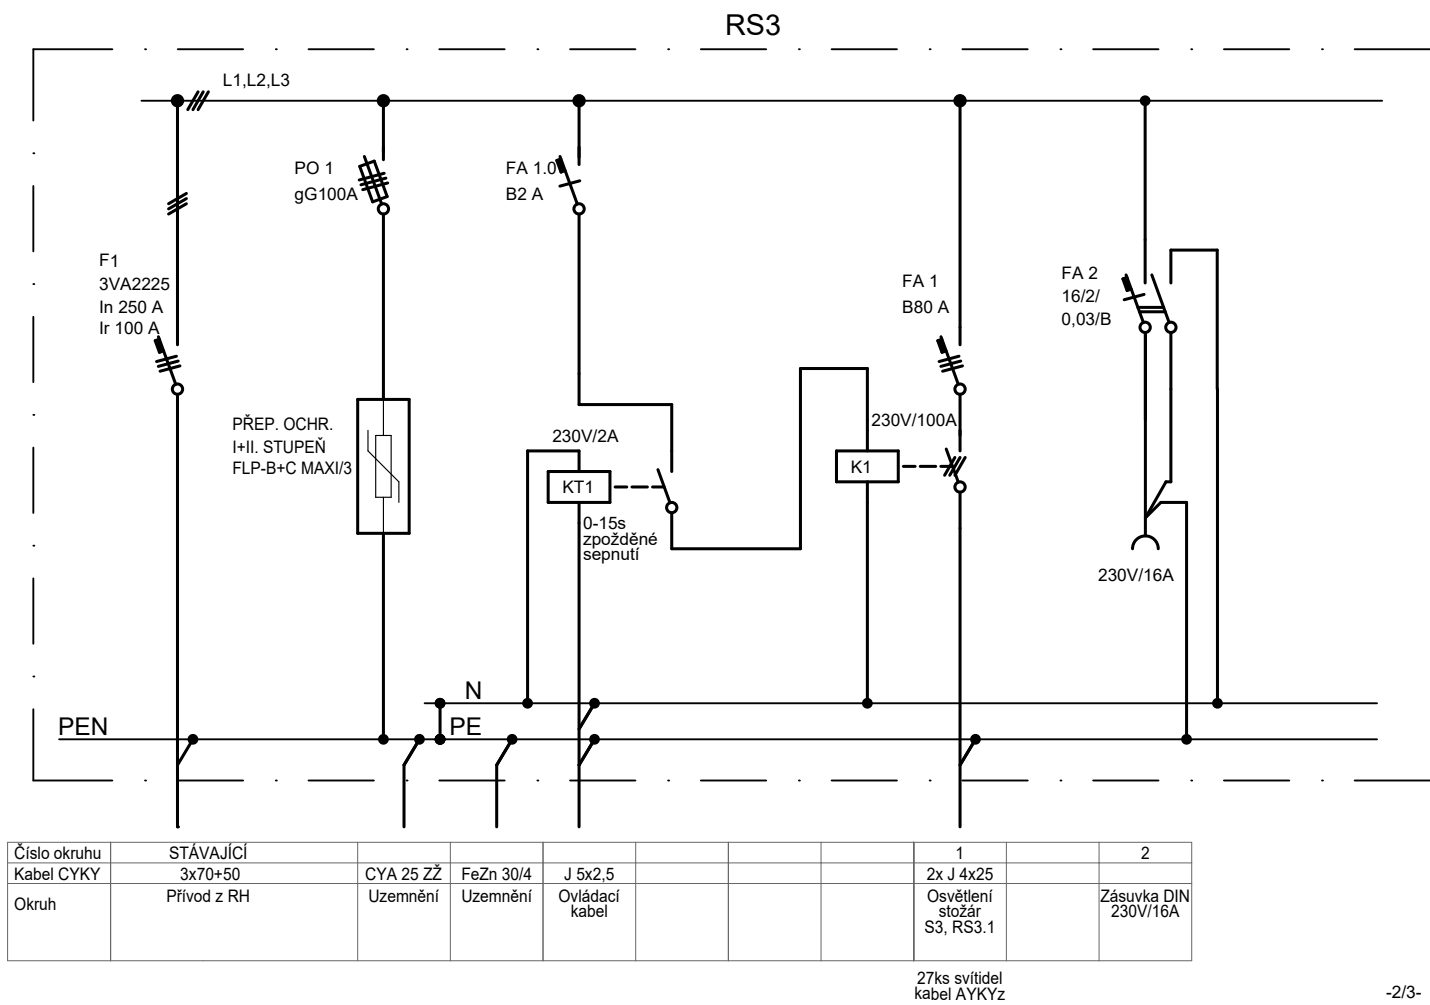 RS3
L1,L2,L3
PO 1
gG100A
FA 1.0
B2 A
F1
3VA2225
In 250 A
Ir 100 A
FA 1
B80 A
FA 2
16/2/
0,03/B
PŘEP. OCHR.
I+II. STUPEŇ
FLP-B+C MAXI/3
230V/2A
KT1
0-15s
zpožděné
sepnutí
230V/100A
K1
230V/16A
N
PEN
PE
Číslo okruhu STÁVAJÍCÍ 1 2
Kabel CYKY 3x70+50 CYA 25 ZŽ FeZn 30/4 J 5x2,5 2x J 4x25
Okruh
Přívod z RH
Uzemnění
Uzemnění
Ovládací
kabel
Osvětlení
stožár
S3, RS3.1
Zásuvka DIN
230V/16A
27ks svítidel
kabel AYKYz
-2/3-